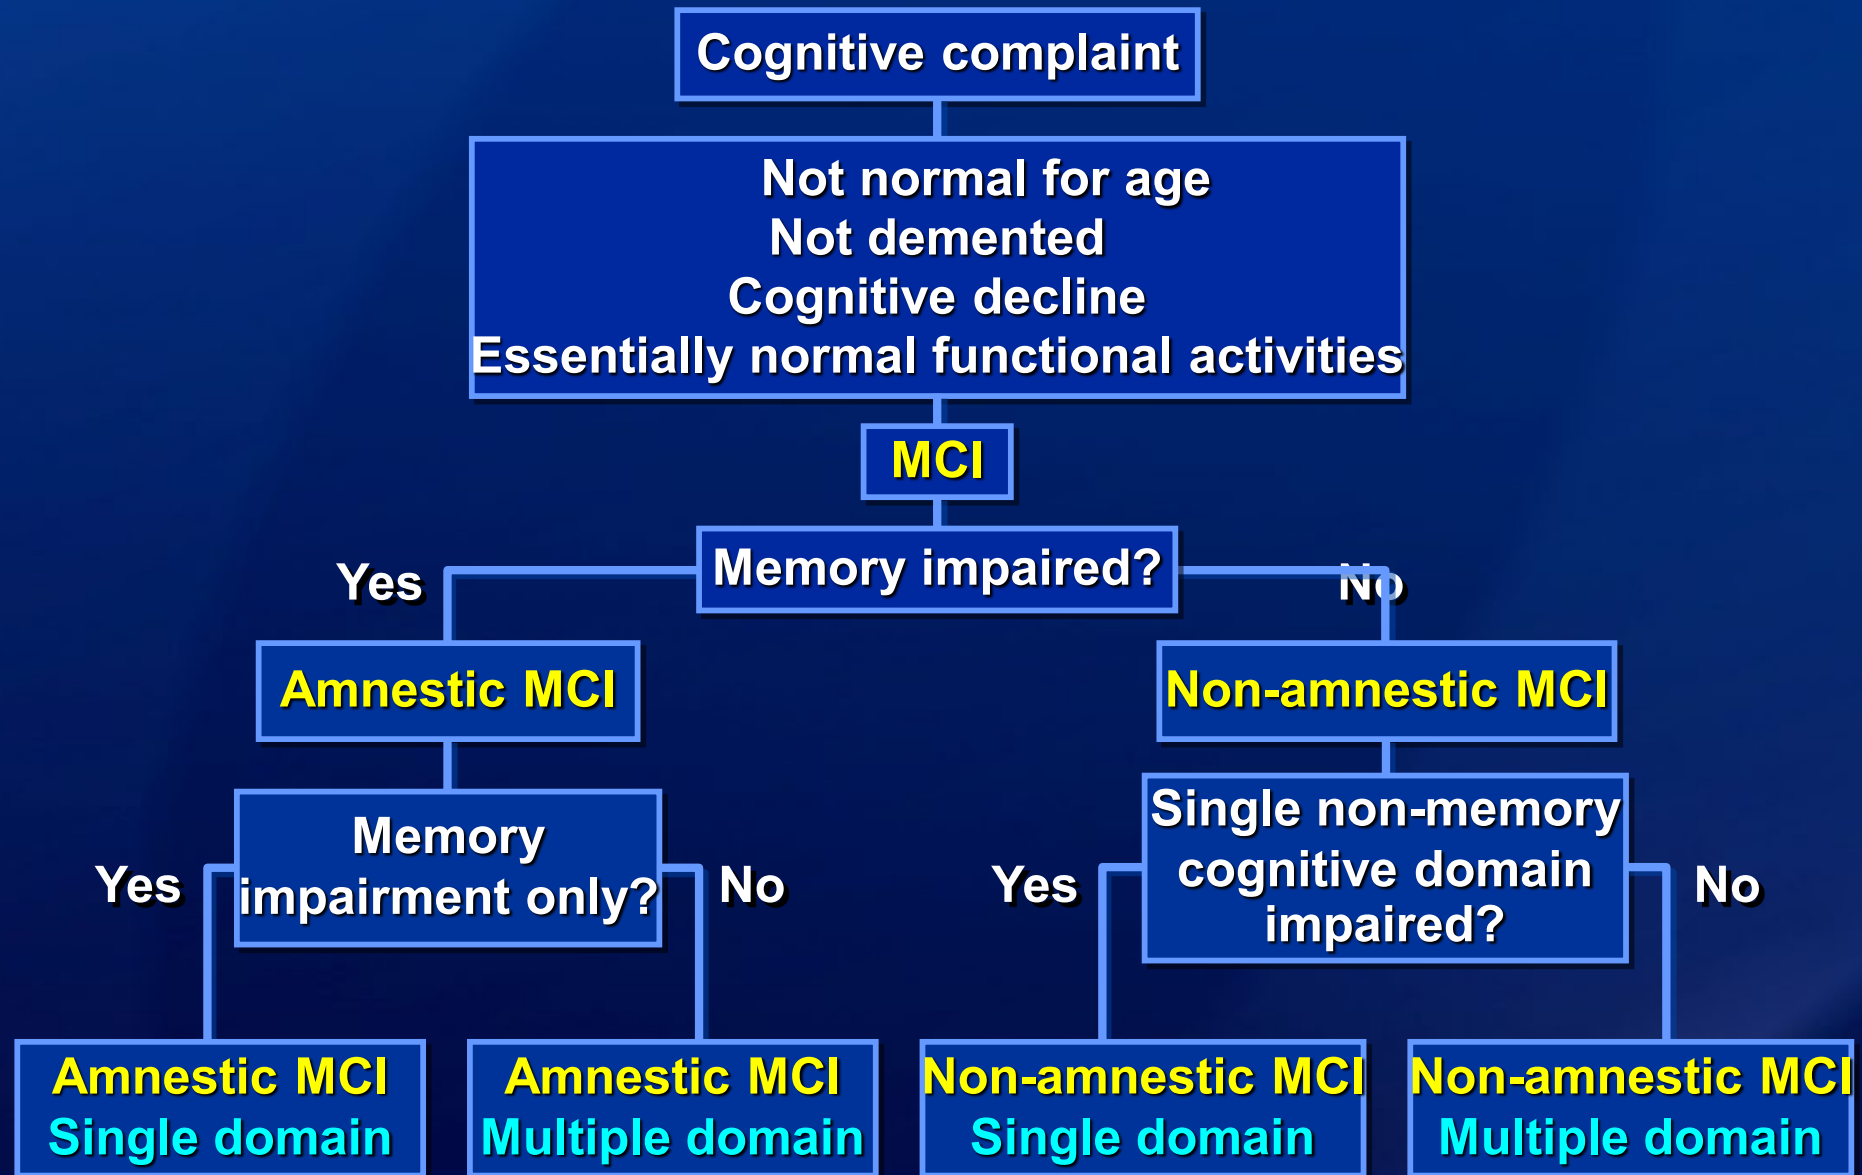 Cognitive complaint
Not normal for age
Not demented
Cognitive decline
Essentially normal functional activities
MCI
Memory impaired?
Yes
No
Amnestic MCI
Non-amnestic MCI
Memory
impairment only?
Yes
No
Single non-memory
cognitive domain
impaired?
Yes
No
Amnestic MCI
Single domain
Amnestic MCI
Multiple domain
Non-amnestic MCI
Single domain
Non-amnestic MCI
Multiple domain